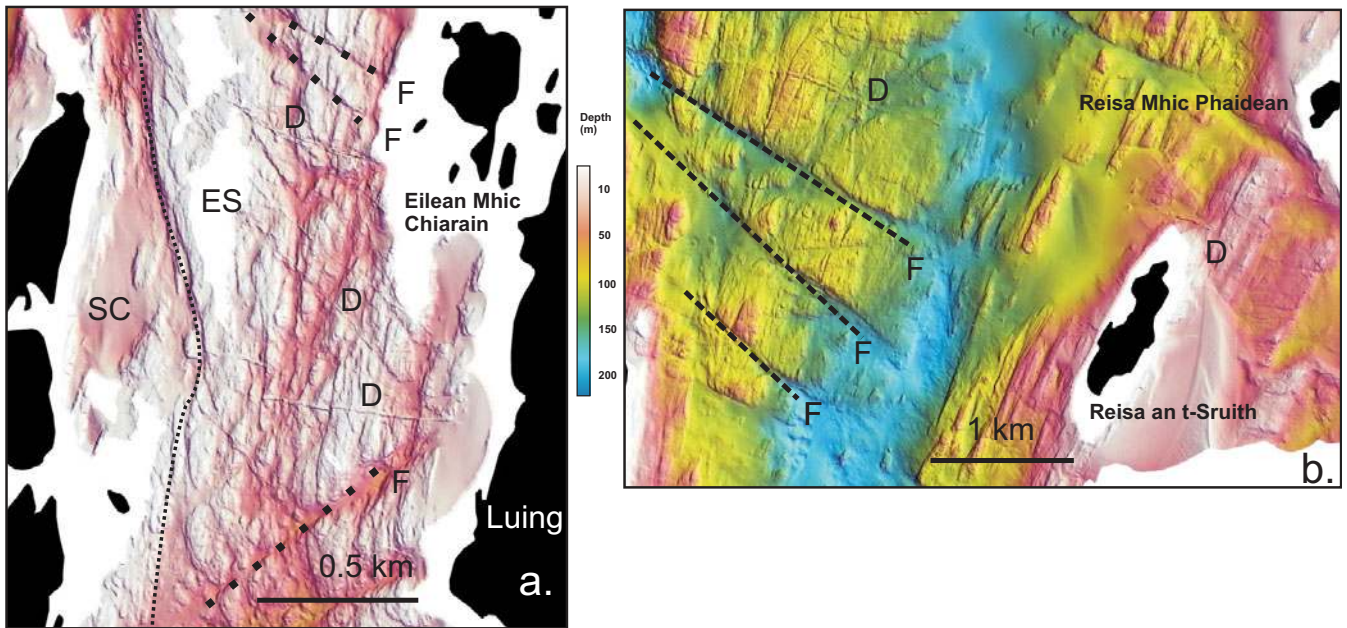 F
D
F
ES
Eilean Mhic
Chiarain
SC
D
D
F
Luing
0.5 km
a.
Depth
(m)
10
50
100
150
200
D
Reisa Mhic Phaidean
F
D
F
F
Reisa an t-Sruith
1 km
b.